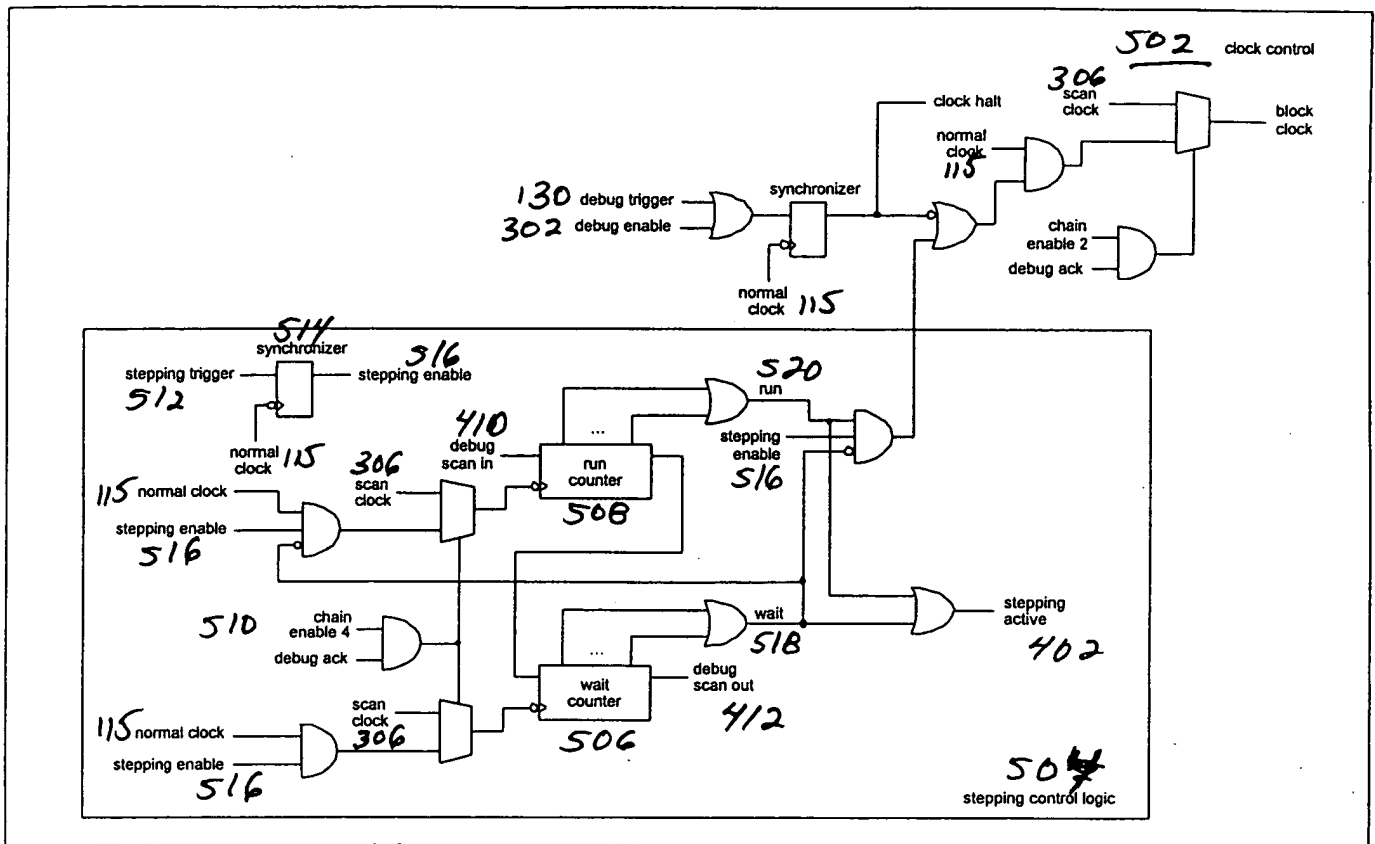 502 clock control
306
scan
clock
block
clock
clock halt
normal
clock
115
synchronizer
130 debug trigger
302 debug enable
chain
enable 2
debug ack
normal
clock 115
514
synchronizer
516
stepping trigger
stepping enable
512
520
run
410
debug
scan in
normal
clock 115
306
scan
clock
...
run
counter
508
stepping
enable
516
115 normal clock
stepping enable
516
510
chain
enable 4
debug ack
wait
518
stepping
active
402
...
wait
counter
506
debug
scan out
412
scan
clock
306
115 normal clock
stepping enable
516
504
stepping control logic